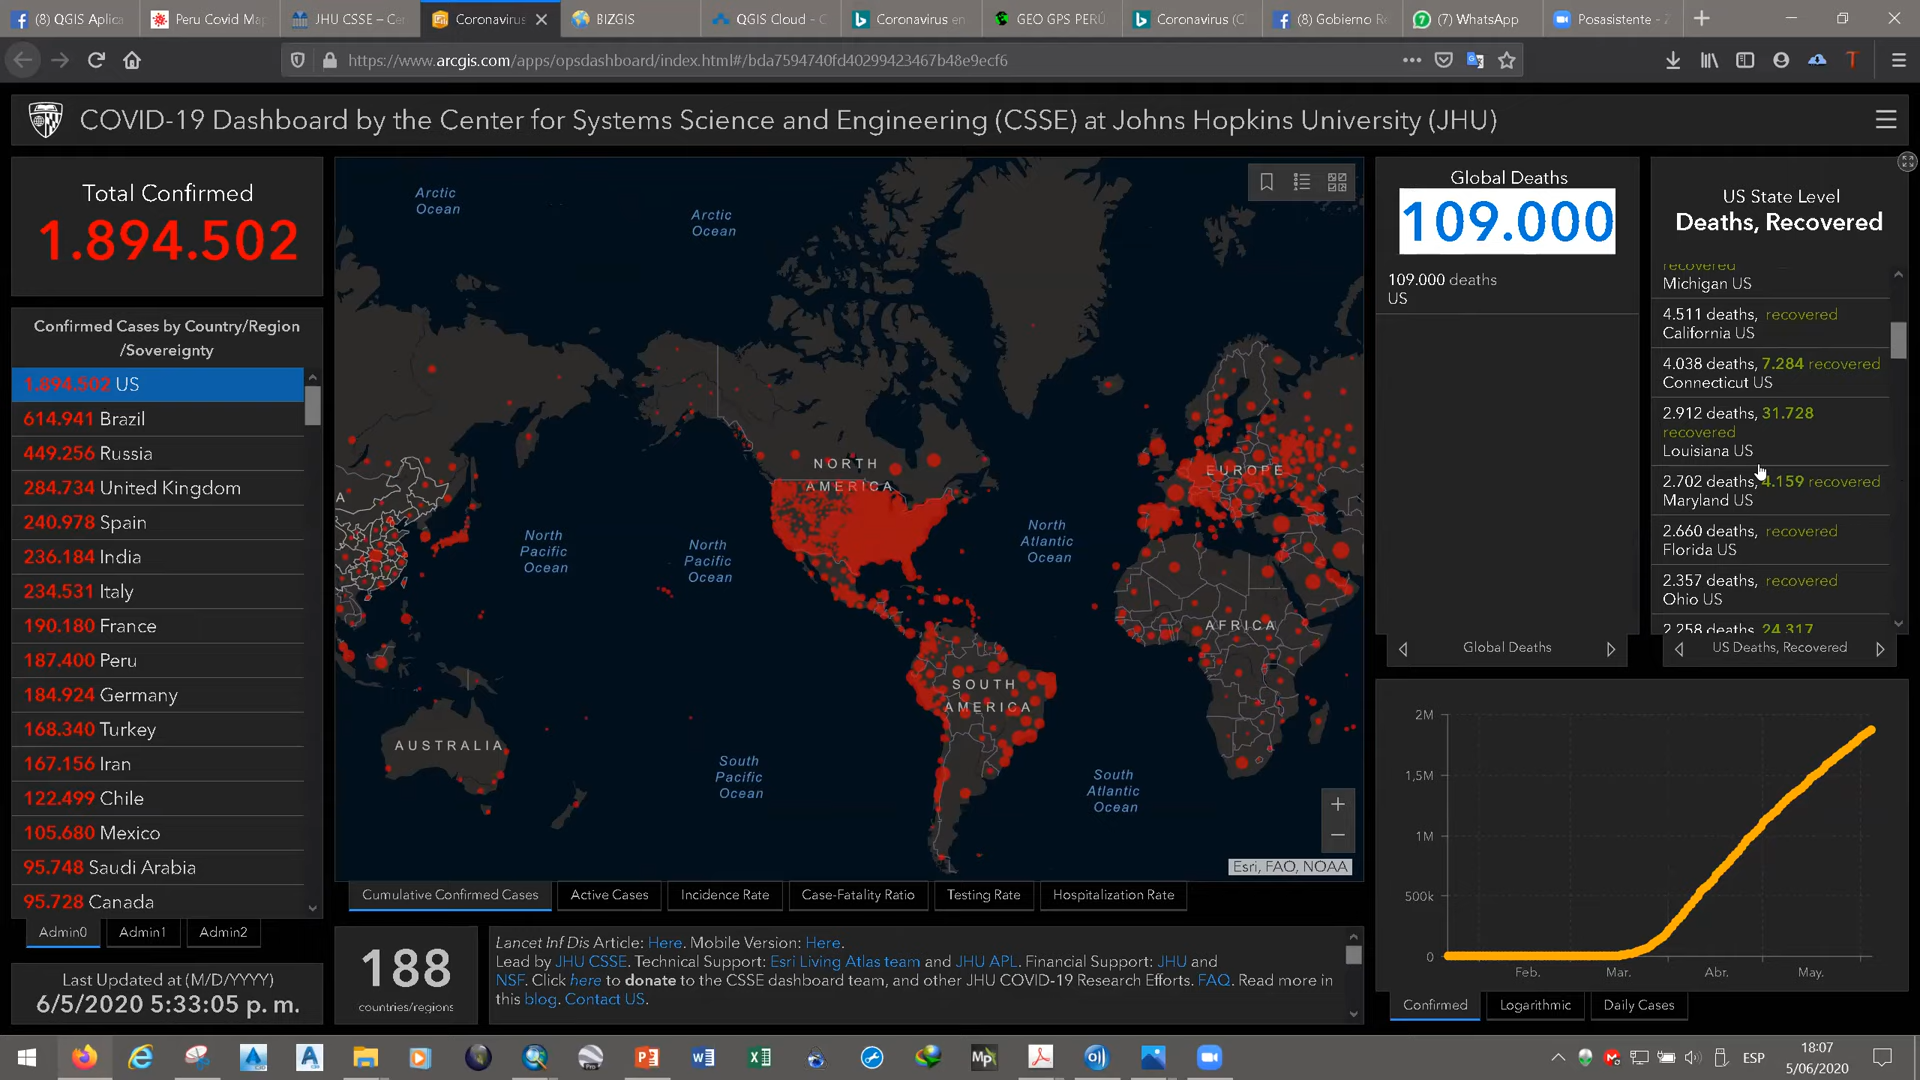 (8) QGIS Aplica
Peru Covid Ma
JHU CSSE – Ce
Coronavirus
BIZGIS
QGIS Cloud - C
Coronavirus en
GEO GPS PERÚ
Coronavirus (C
(8) Gobierno Re
(7) WhatsApp
Posasistente - Z
https://www.arcgis.com/apps/opsdashboard/index.html#/bda7594740fd40299423467b48e9ecf6
COVID-19 Dashboard by the Center for Systems Science and Engineering (CSSE) at Johns Hopkins University (JHU)
Total Confirmed
1.894.502
Confirmed Cases by Country/Region
/Sovereignty
1.894.502 US
614.941 Brazil
449.256 Russia
284.734 United Kingdom
240.978 Spain
236.184 India
234.531 Italy
190.180 France
187.400 Peru
184.924 Germany
168.340 Turkey
167.156 Iran
122.499 Chile
105.680 Mexico
95.748 Saudi Arabia
95.728 Canada
Admin0
Admin1
Admin2
Last Updated at (M/D/YYYY)
6/5/2020 5:33:05 p. m.
Arctic
Ocean
Arctic
Ocean
NORTH
AMERICA
EUROPE
A
North
Pacific
Ocean
North
Pacific
Ocean
North
Atlantic
Ocean
AFRICA
SOUTH
AMERICA
AUSTRALIA
South
Pacific
Ocean
South
Atlantic
Ocean
Esri, FAO, NOAA
Cumulative Confirmed Cases
Active Cases
Incidence Rate
Case-Fatality Ratio
Testing Rate
Hospitalization Rate
188
countries/regions
Lancet Inf Dis Article: Here. Mobile Version: Here.
Lead by JHU CSSE. Technical Support: Esri Living Atlas team and JHU APL. Financial Support: JHU and
NSF. Click here to donate to the CSSE dashboard team, and other JHU COVID-19 Research Efforts. FAQ. Read more in
this blog. Contact US.
Global Deaths
109.000
109.000 deaths
US
Global Deaths
US State Level
Deaths, Recovered
recovered
Michigan US
4.511 deaths, recovered
California US
4.038 deaths, 7.284 recovered
Connecticut US
2.912 deaths, 31.728
recovered
Louisiana US
2.702 deaths, 4.159 recovered
Maryland US
2.660 deaths, recovered
Florida US
2.357 deaths, recovered
Ohio US
2.258 deaths, 24.317
US Deaths, Recovered
2M
1,5M
1M
500k
0
Feb.
Mar.
Abr.
May.
Confirmed
Logarithmic
Daily Cases
ESP
18:07
5/06/2020